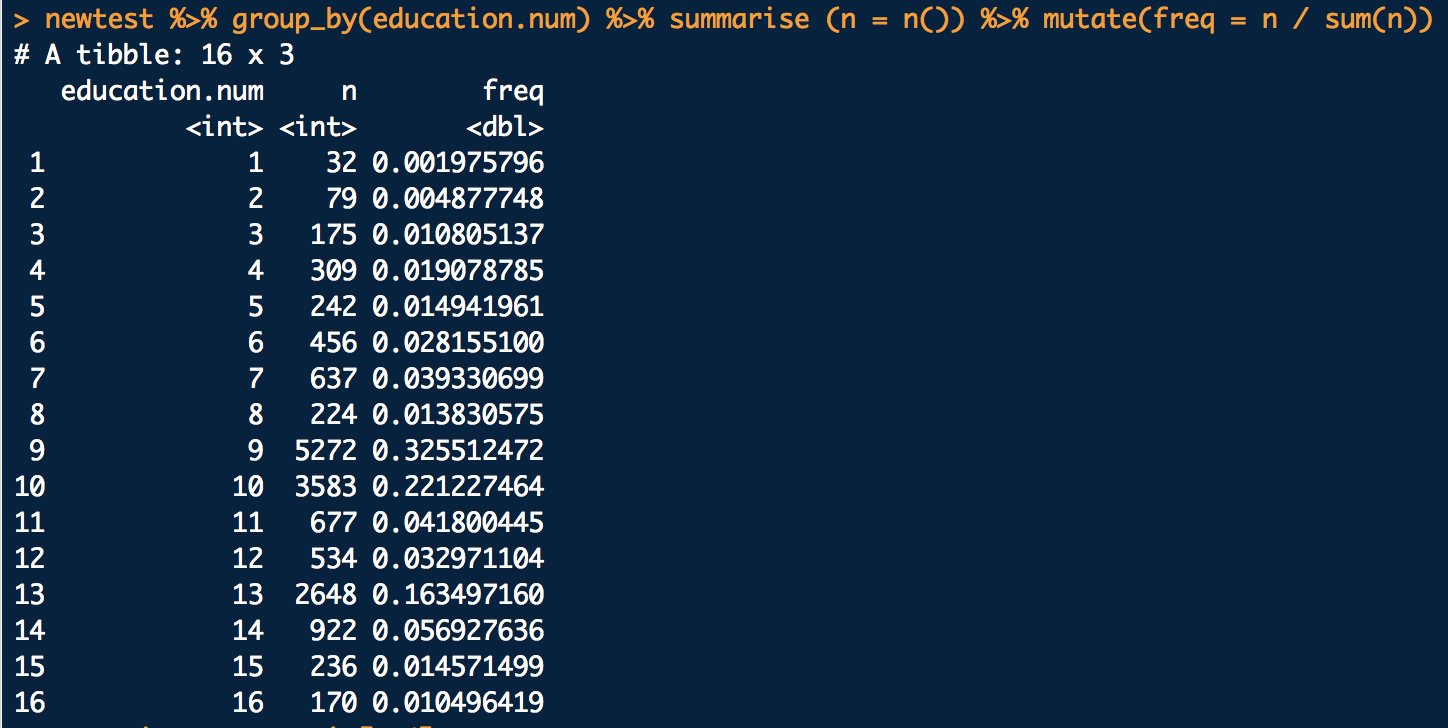 > newtest %>% group_by(education.num) %>% summarise (n = n()) %>% mutate(freq = n / sum(n))
# A tibble: 16 x 3
education.num n freq
<int> <int> <dbl>
1 1 32 0.001975796
2 2 79 0.004877748
3 3 175 0.010805137
4 4 309 0.019078785
5 5 242 0.014941961
6 6 456 0.028155100
7 7 637 0.039330699
8 8 224 0.013830575
9 9 5272 0.325512472
10 10 3583 0.221227464
11 11 677 0.041800445
12 12 534 0.032971104
13 13 2648 0.163497160
14 14 922 0.056927636
15 15 236 0.014571499
16 16 170 0.010496419